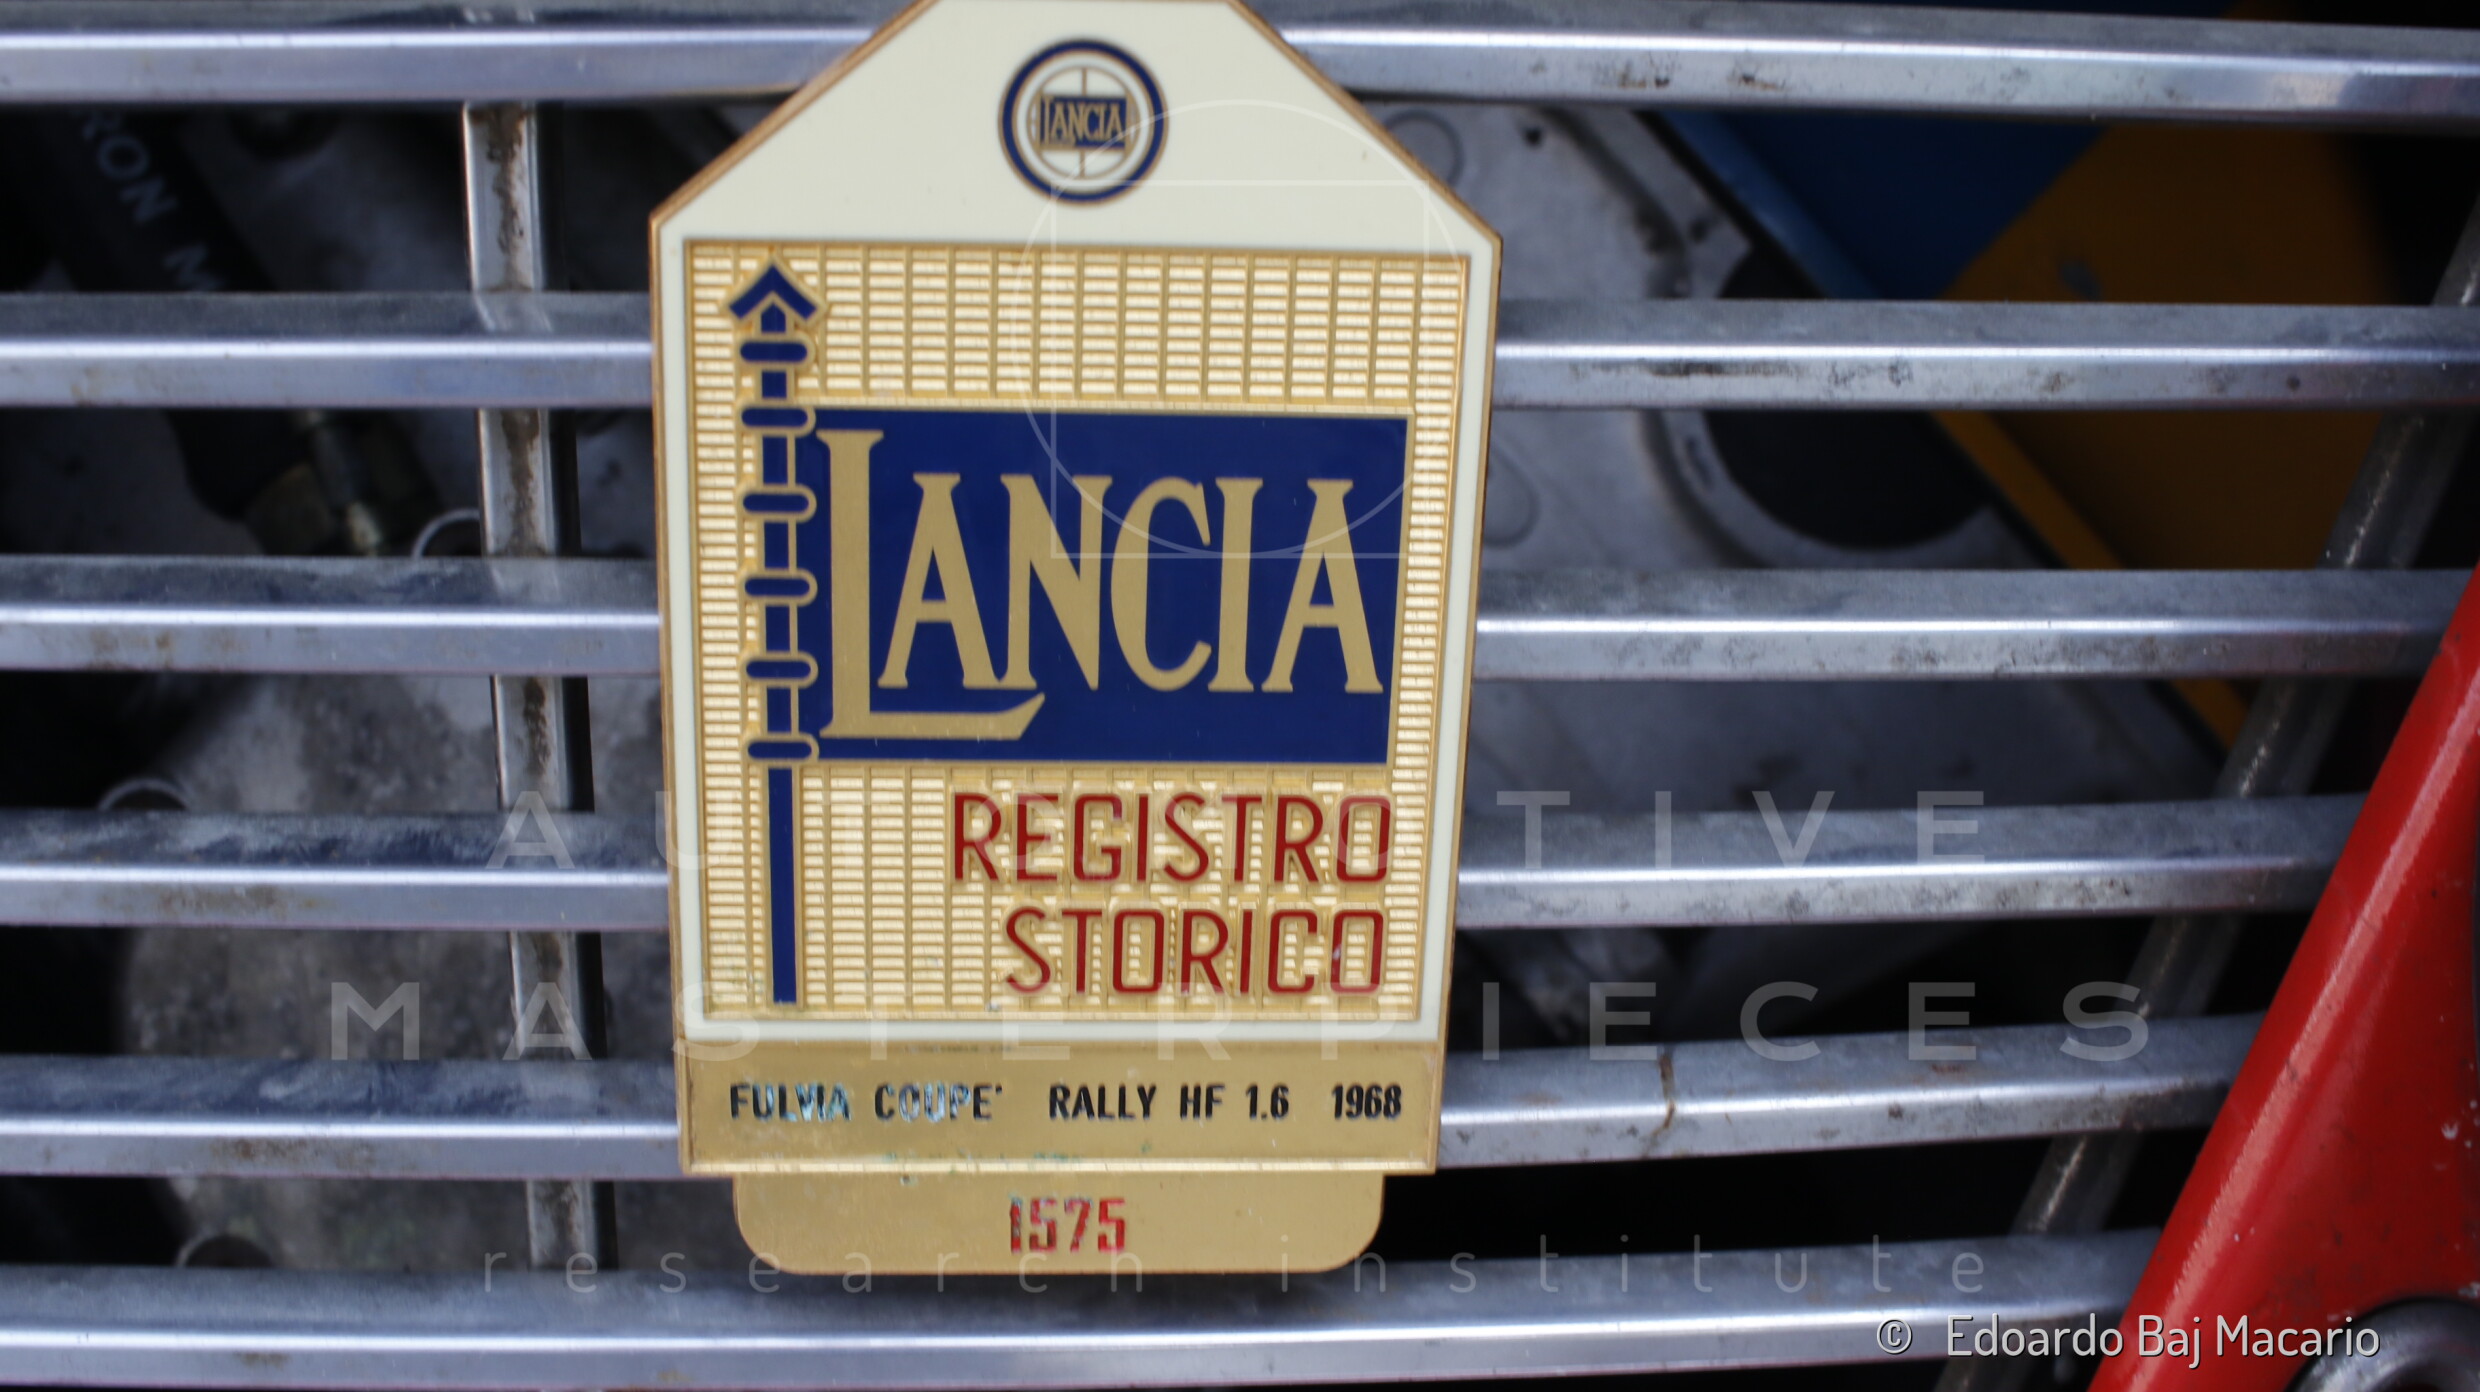 LANCIA
RON M
LANCIA
REGISTRO
STORICO
FULVIA COUPE' RALLY HF 1.6 1968
1575
AUTOMOTIVE
MASTERPIECES
research institute
© Edoardo Baj Macario